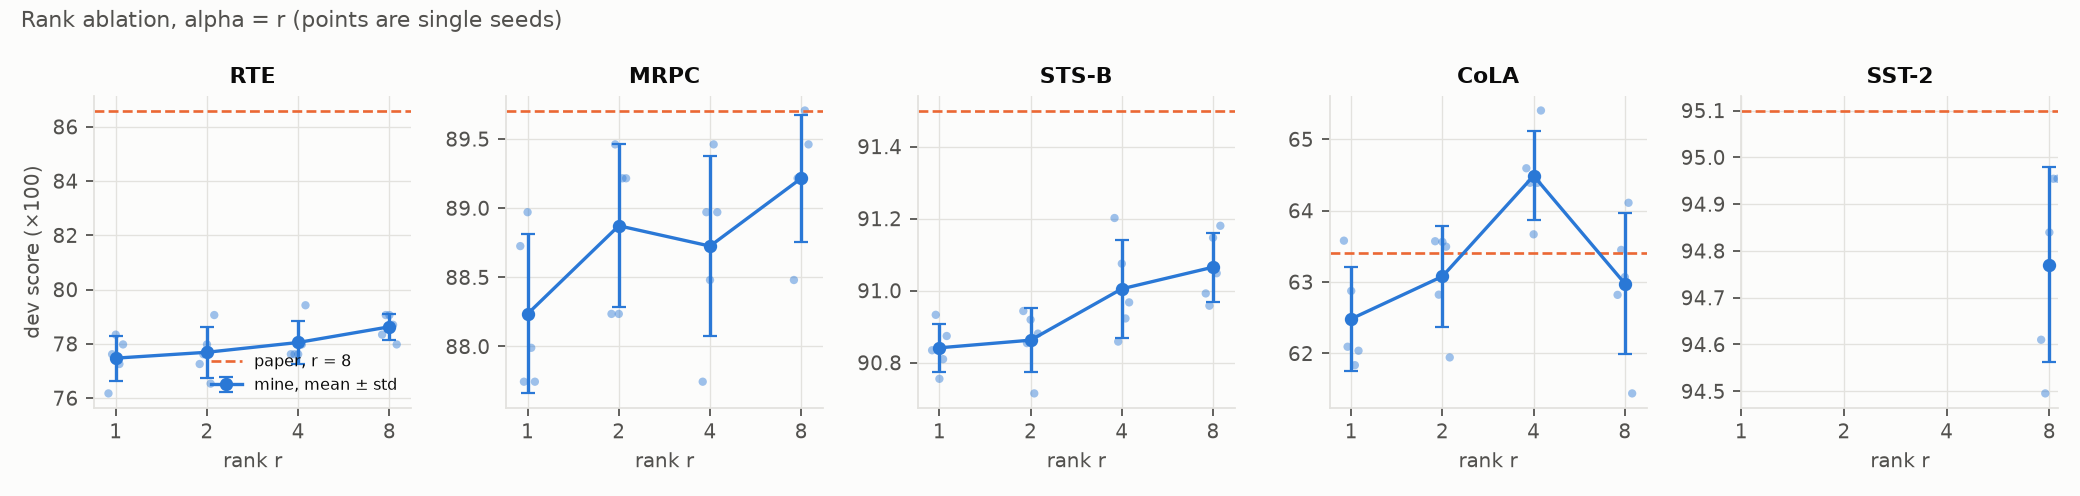 Rank ablation, alpha = r (points are single seeds)
RTE
dev score (×100)
86
84
82
80
78
76
paper, r = 8
mine, mean ± std
1 2 4 8
rank r
MRPC
89.5
89.0
88.5
88.0
1 2 4 8
rank r
STS-B
91.4
91.2
91.0
90.8
1 2 4 8
rank r
CoLA
65
64
63
62
1 2 4 8
rank r
SST-2
95.1
95.0
94.9
94.8
94.7
94.6
94.5
1 2 4 8
rank r